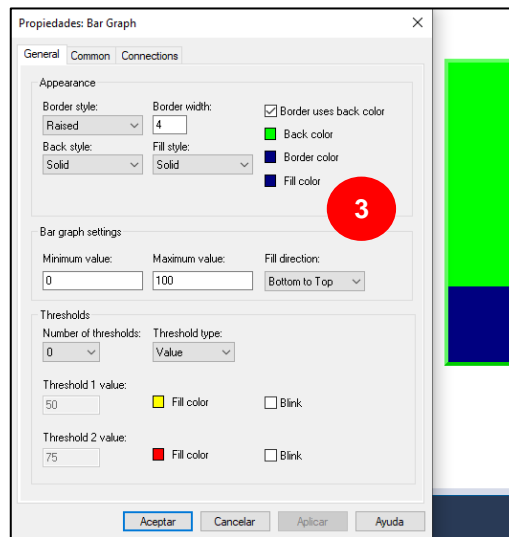 Propiedades: Bar Graph
General Common Connections
Appearance
Border style: Border width:
Raised 4 Border uses back color
Back color
Back style: Fill style:
Solid Solid Border color
Fill color
3
Bar graph settings
Minimum value: Maximum value: Fill direction:
0 100 Bottom to Top
Thresholds
Number of thresholds: Threshold type:
0 Value
Threshold 1 value:
50 Fill color Blink
Threshold 2 value:
75 Fill color Blink
Aceptar Cancelar Aplicar Ayuda